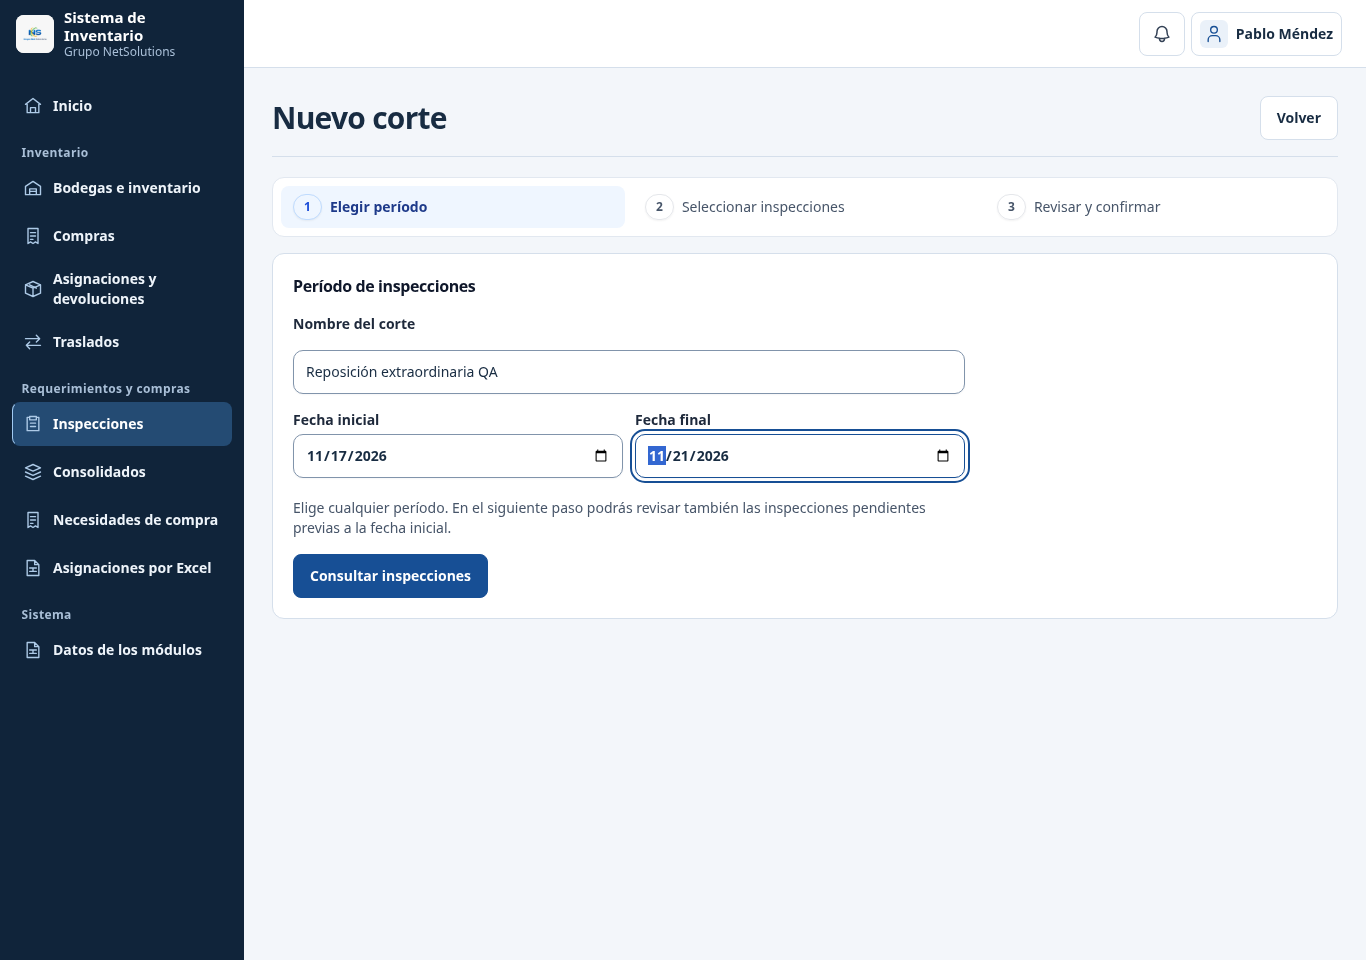 Sistema de
Inventario
Grupo NetSolutions
Inicio
Inventario
Bodegas e inventario
Compras
Asignaciones y
devoluciones
Traslados
Requerimientos y compras
Inspecciones
Consolidados
Necesidades de compra
Asignaciones por Excel
Sistema
Datos de los módulos
Pablo Méndez
Nuevo corte
Volver
1 Elegir período
2 Seleccionar inspecciones
3 Revisar y confirmar
Período de inspecciones
Nombre del corte
Reposición extraordinaria QA
Fecha inicial
Fecha final
11/17/2026
11/21/2026
Elige cualquier período. En el siguiente paso podrás revisar también las inspecciones pendientes
previas a la fecha inicial.
Consultar inspecciones